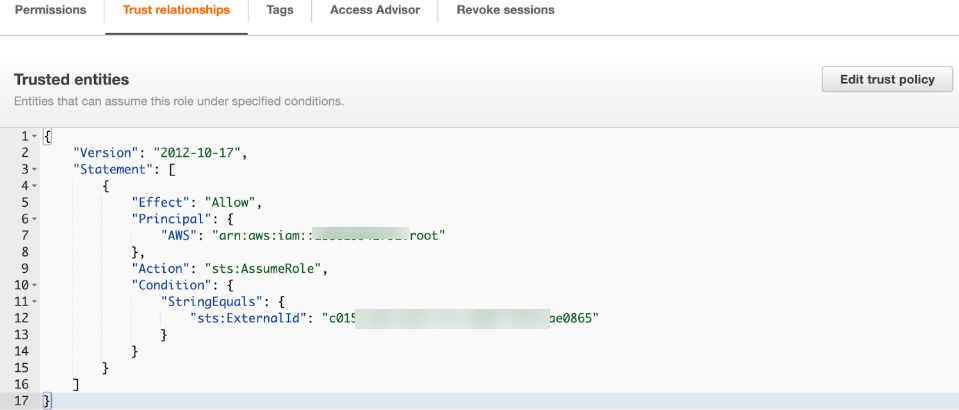 Permissions Trust relationships Tags Access Advisor Revoke sessions
Trusted entities
Edit trust policy
Entities that can assume this role under specified conditions.
1 {
2 "Version": "2012-10-17",
3 "Statement": [
4 {
5 "Effect": "Allow",
6 "Principal": {
7 "AWS": "arn:aws:iam:: root"
8 },
9 "Action": "sts:AssumeRole",
10 "Condition": {
11 "StringEquals": {
12 "sts:ExternalId": "c015 ae0865"
13 }
14 }
15 }
16 ]
17 }